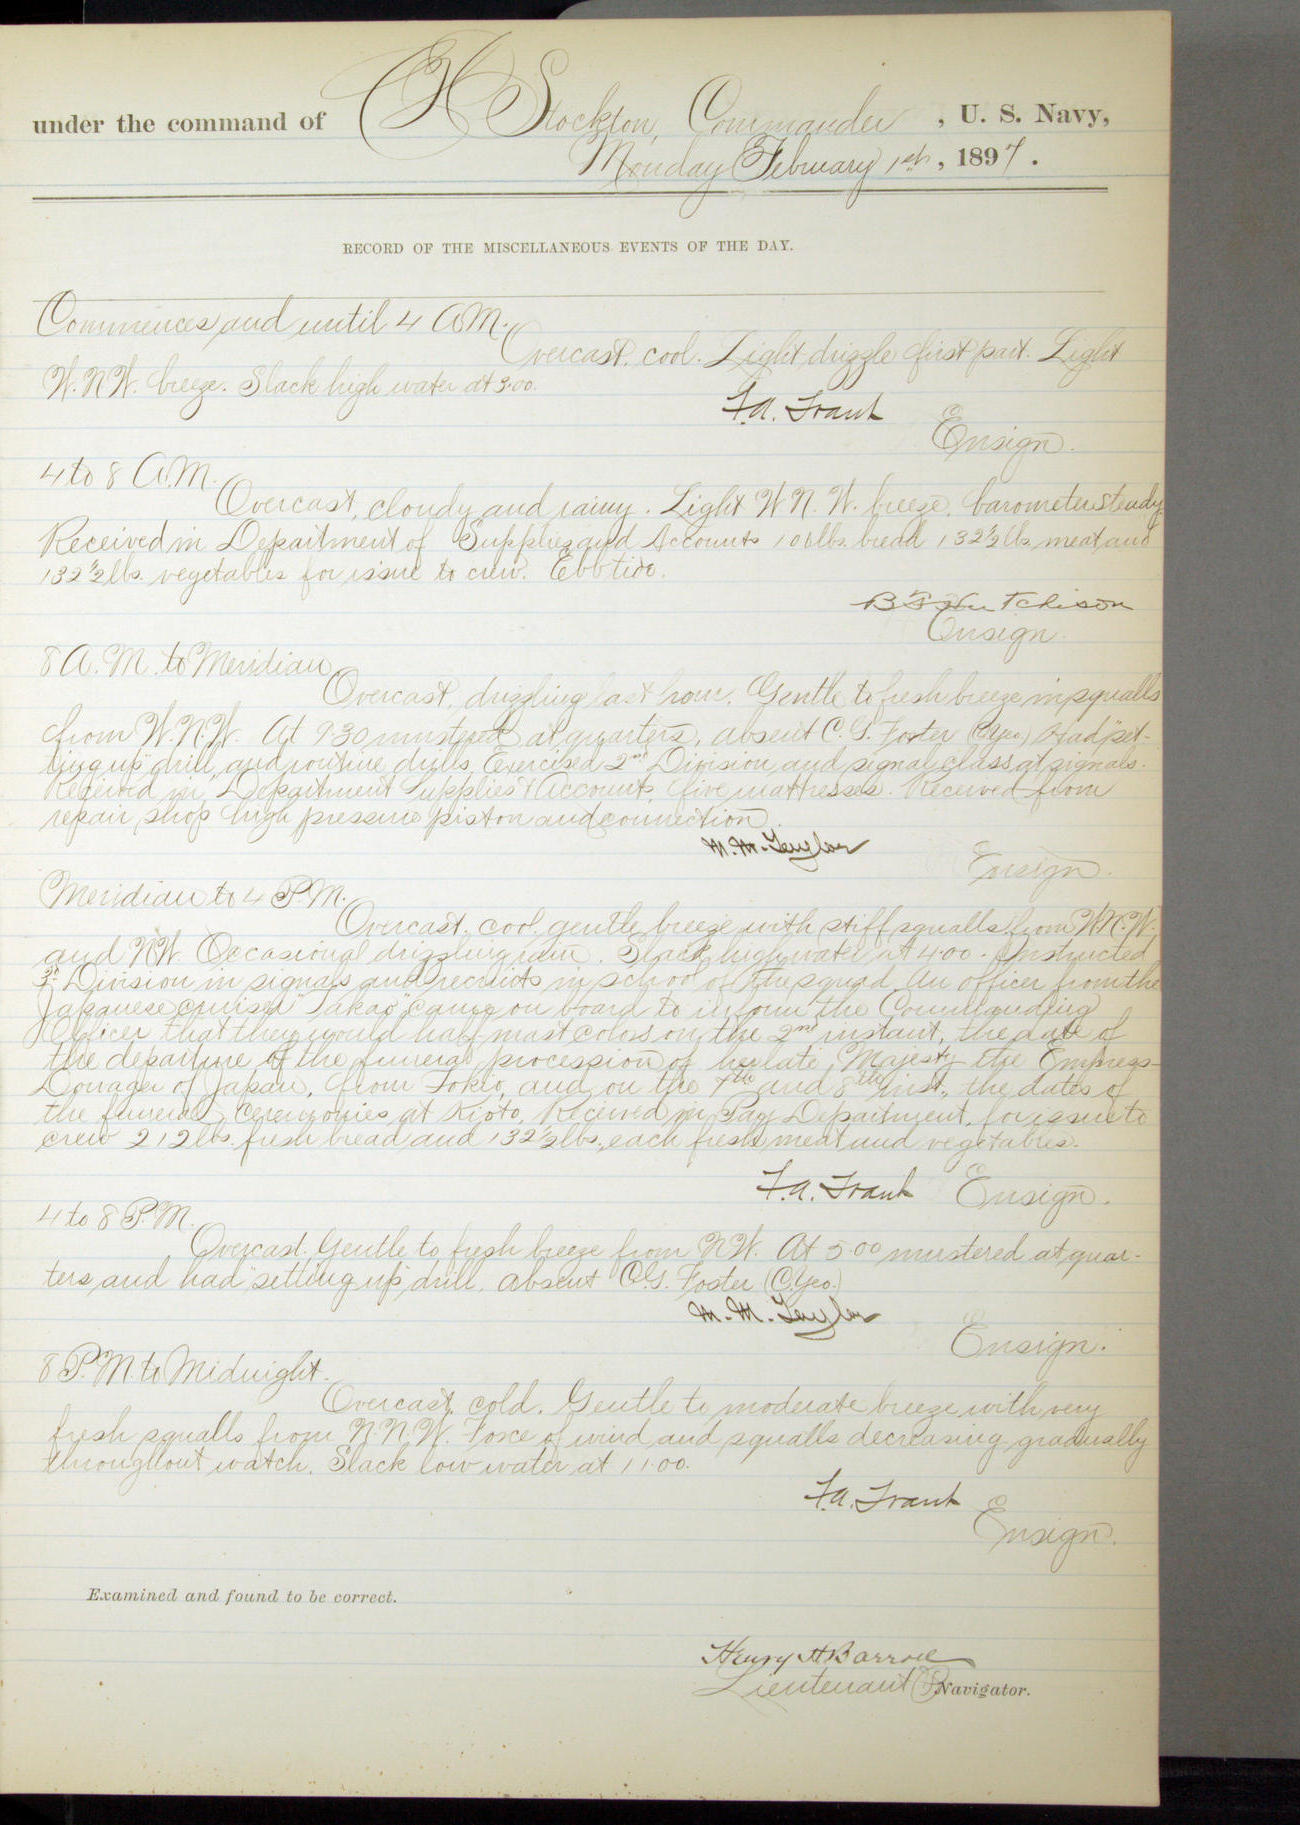 under the command of C H Stockton, Commander, U. S. Navy,
Monday February 1st, 1897.
RECORD OF THE MISCELLANEOUS EVENTS OF THE DAY.
Commences and until 4 A.M.
Overcast, cool. Light drizzle first part. Light
W.N.W. breeze. Slack high water at 3.00.
F.A. Traut
Ensign.
4 to 8 A.M.
Overcast, cloudy and rainy. Light W.N.W. breeze, barometer steady
Received in Department of Supplies and Accounts 106 lbs. bread 132½ lbs. meat and
132½ lbs. vegetables for issue to crew. Ebb tide.
B F Hutchison
Ensign.
8 A.M. to Meridian
Overcast, drizzling last hour. Gentle to fresh breeze in squalls
from W.N.W. At 9.30 mustered at quarters, absent C. G. Foster (C.Yeo.) Had "set-
ting up" drill, and routine drills. Exercised 2nd Division and signal class at signals.
Received in Department Supplies & Accounts, five mattresses. Received from
repair shop high pressure piston and connection.
M. M. Taylor
Ensign.
Meridian to 4 P.M.
Overcast, cool, gentle breeze with stiff squalls from W.N.W.
and N.W. Occasional drizzling rain. Slack high water at 4.00. Instructed
3d Division in signals and recruits in school of the squad. An officer from the
Japanese cruiser "Takao" came on board to inform the Commanding
Officer that they would half-mast colors on the 2nd instant, the date of
the departure of the funeral procession of her late Majesty the Empress-
Dowager of Japan, from Tokio, and on the 7th and 8th inst., the dates of
the funeral ceremonies at Kioto. Received in Pay Department, for issue to
crew 212 lbs. fresh bread and 132½ lbs. each fresh meat and vegetables.
F.A. Traut Ensign.
4 to 8 P.M.
Overcast. Gentle to fresh breeze from N.W. At 5.00 mustered at quar-
ters and had "setting up" drill, absent C.G. Foster (C.Yeo.)
M. M. Taylor
Ensign.
8 P.M. to Midnight.
Overcast, cold. Gentle to moderate breeze with very
fresh squalls from N.N.W. Force of wind and squalls decreasing gradually
throughout watch. Slack low water at 11.00.
F.A. Traut
Ensign.
Examined and found to be correct.
Henry H Barroll
Lieutenant & Navigator.